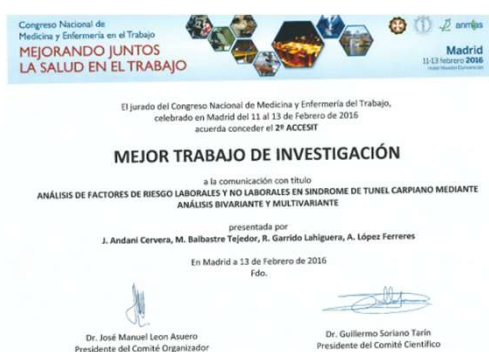 Congreso Nacional de
Medicina y Enfermería en el Trabajo
MEJORANDO JUNTOS
LA SALUD EN EL TRABAJO
anmeas
Madrid
11-13 febrero 2016
El jurado del Congreso Nacional de Medicina y Enfermería del Trabajo,
celebrado en Madrid del 11 al 13 de Febrero de 2016
acuerda conceder el 2º ACCESIT
MEJOR TRABAJO DE INVESTIGACIÓN
a la comunicación con título
ANÁLISIS DE FACTORES DE RIESGO LABORALES Y NO LABORALES EN SINDROME DE TUNEL CARPIANO MEDIANTE
ANÁLISIS BIVARIANTE Y MULTIVARIANTE
presentada por
J. Andani Cervera, M. Balbastre Tejedor, R. Garrido Lahiguera, A. López Ferreres
En Madrid a 13 de Febrero de 2016
Fdo.
Dr. José Manuel Leon Asuero
Presidente del Comité Organizador
Dr. Guillermo Soriano Tarin
Presidente del Comité Científico